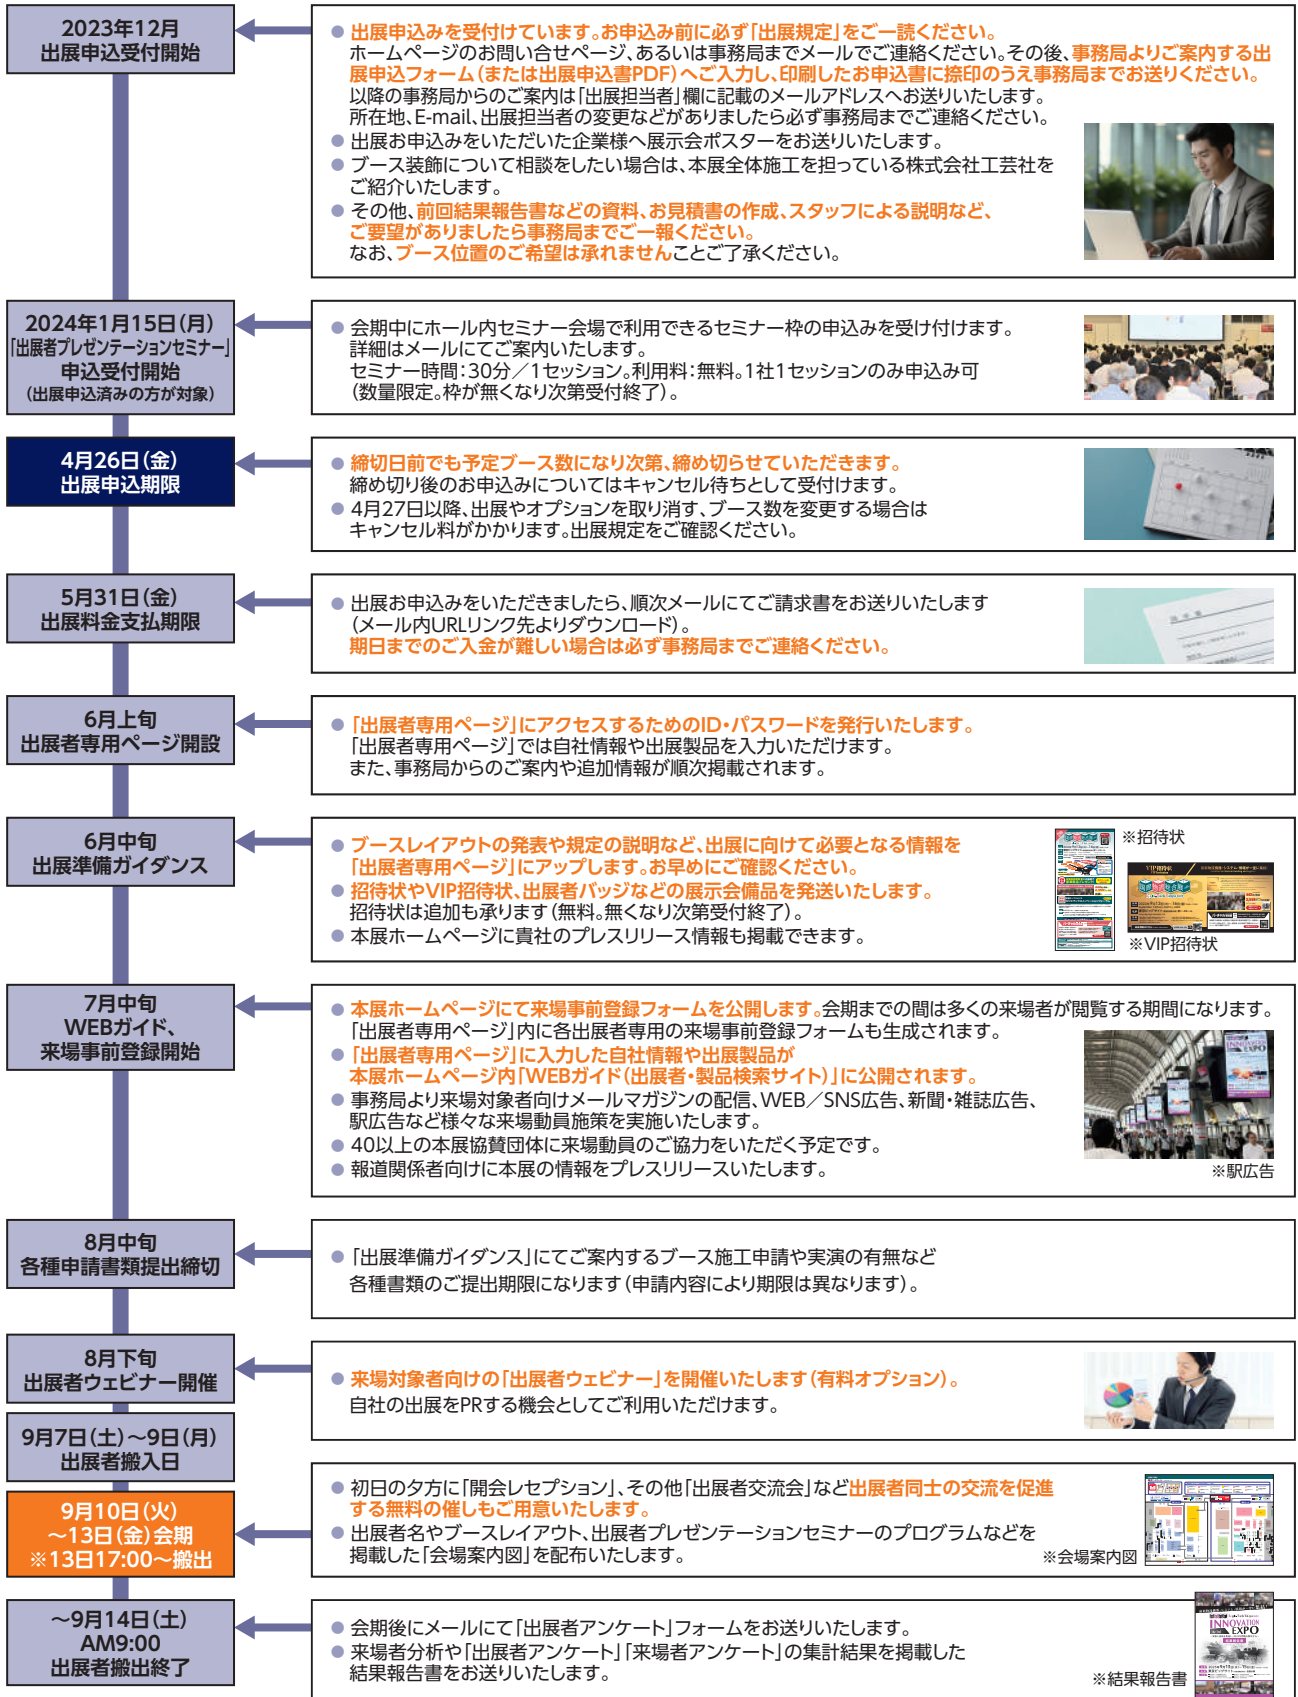 2023年12月
出展申込受付開始
● 出展申込みを受付けています。お申込み前に必ず「出展規定」をご一読ください。
ホームページのお問い合せページ、あるいは事務局までメールでご連絡ください。その後、事務局よりご案内する出
展申込フォーム(または出展申込書PDF)へご入力し、印刷したお申込書に捺印のうえ事務局までお送りください。
以降の事務局からのご案内は「出展担当者」欄に記載のメールアドレスへお送りいたします。
所在地、E-mail、出展担当者の変更などがありましたら必ず事務局までご連絡ください。
● 出展お申込みをいただいた企業様へ展示会ポスターをお送りいたします。
● ブース装飾について相談をしたい場合は、本展全体施工を担っている株式会社工芸社を
ご紹介いたします。
● その他、前回結果報告書などの資料、お見積書の作成、スタッフによる説明など、
ご要望がありましたら事務局までご一報ください。
なお、ブース位置のご希望は承れませんことご了承ください。
2024年1月15日(月)
「出展者プレゼンテーションセミナー」
申込受付開始
(出展申込済みの方が対象)
● 会期中にホール内セミナー会場で利用できるセミナー枠の申込みを受け付けます。
詳細はメールにてご案内いたします。
セミナー時間:30分/1セッション。利用料:無料。1社1セッションのみ申込み可
(数量限定。枠が無くなり次第受付終了)。
4月26日(金)
出展申込期限
● 締切日前でも予定ブース数になり次第、締め切らせていただきます。
締め切り後のお申込みについてはキャンセル待ちとして受付けます。
● 4月27日以降、出展やオプションを取り消す、ブース数を変更する場合は
キャンセル料がかかります。出展規定をご確認ください。
5月31日(金)
出展料金支払期限
● 出展お申込みをいただきましたら、順次メールにてご請求書をお送りいたします
(メール内URLリンク先よりダウンロード)。
期日までのご入金が難しい場合は必ず事務局までご連絡ください。
6月上旬
出展者専用ページ開設
● 「出展者専用ページ」にアクセスするためのID・パスワードを発行いたします。
「出展者専用ページ」では自社情報や出展製品を入力いただけます。
また、事務局からのご案内や追加情報が順次掲載されます。
6月中旬
出展準備ガイダンス
● ブースレイアウトの発表や規定の説明など、出展に向けて必要となる情報を
「出展者専用ページ」にアップします。お早めにご確認ください。
● 招待状やVIP招待状、出展者バッジなどの展示会備品を発送いたします。
招待状は追加も承ります(無料。無くなり次第受付終了)。
● 本展ホームページに貴社のプレスリリース情報も掲載できます。
※招待状
VIP招待状
※VIP招待状
7月中旬
WEBガイド、
来場事前登録開始
● 本展ホームページにて来場事前登録フォームを公開します。会期までの間は多くの来場者が閲覧する期間になります。
「出展者専用ページ」内に各出展者専用の来場事前登録フォームも生成されます。
● 「出展者専用ページ」に入力した自社情報や出展製品が
本展ホームページ内「WEBガイド(出展者・製品検索サイト)」に公開されます。
● 事務局より来場対象者向けメールマガジンの配信、WEB/SNS広告、新聞・雑誌広告、
駅広告など様々な来場動員施策を実施いたします。
● 40以上の本展協賛団体に来場動員のご協力をいただく予定です。
● 報道関係者向けに本展の情報をプレスリリースいたします。
INNOVATION
EXPO
※駅広告
8月中旬
各種申請書類提出締切
● 「出展準備ガイダンス」にてご案内するブース施工申請や実演の有無など
各種書類のご提出期限になります(申請内容により期限は異なります)。
8月下旬
出展者ウェビナー開催
● 来場対象者向けの「出展者ウェビナー」を開催いたします(有料オプション)。
自社の出展をPRする機会としてご利用いただけます。
9月7日(土)~9日(月)
出展者搬入日
9月10日(火)
~13日(金)会期
※13日17:00~搬出
● 初日の夕方に「開会レセプション」、その他「出展者交流会」など出展者同士の交流を促進
する無料の催しもご用意いたします。
● 出展者名やブースレイアウト、出展者プレゼンテーションセミナーのプログラムなどを
掲載した「会場案内図」を配布いたします。
※会場案内図
~9月14日(土)
AM9:00
出展者搬出終了
● 会期後にメールにて「出展者アンケート」フォームをお送りいたします。
● 来場者分析や「出展者アンケート」「来場者アンケート」の集計結果を掲載した
結果報告書をお送りいたします。
INNOVATION
EXPO
※結果報告書